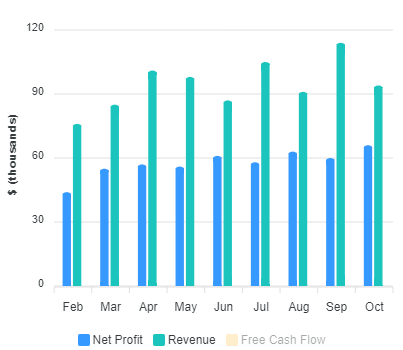 120
90
60
30
0
$ (thousands)
Feb Mar Apr May Jun Jul Aug Sep Oct
Net Profit Revenue Free Cash Flow